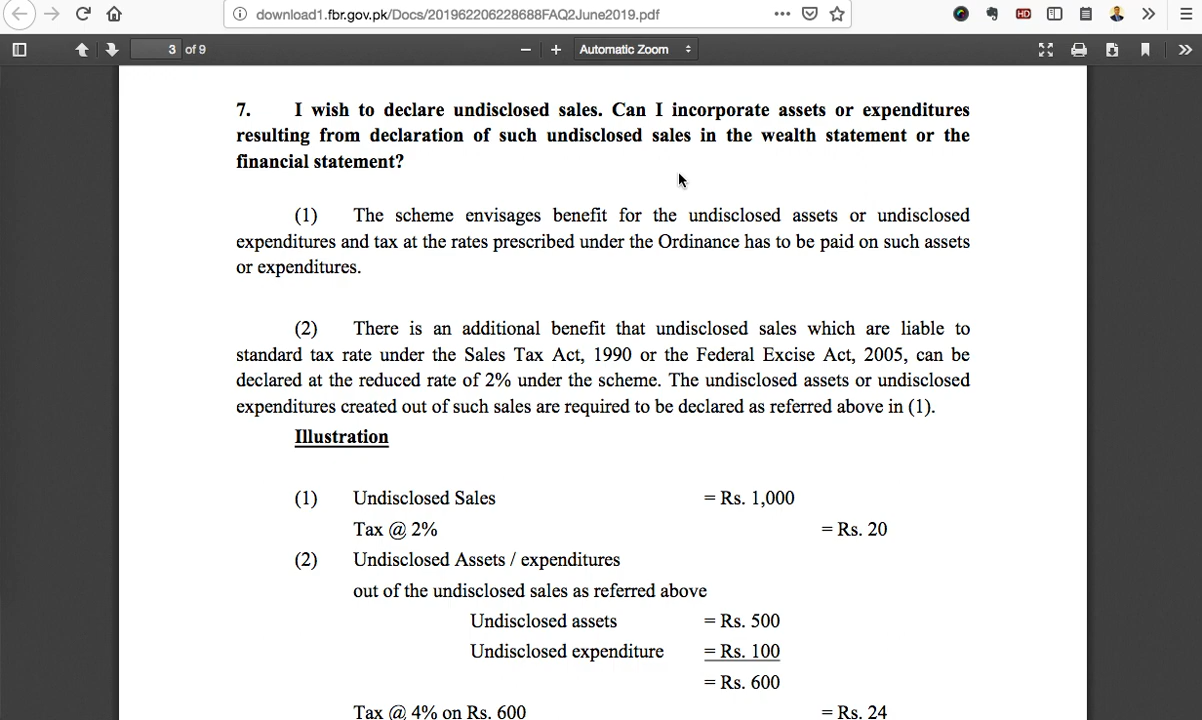 download1.fbr.gov.pk/Docs/201962206228688FAQ2June2019.pdf
HD
3 of 9
Automatic Zoom
7. I wish to declare undisclosed sales. Can I incorporate assets or expenditures
resulting from declaration of such undisclosed sales in the wealth statement or the
financial statement?
(1) The scheme envisages benefit for the undisclosed assets or undisclosed
expenditures and tax at the rates prescribed under the Ordinance has to be paid on such assets
or expenditures.
(2) There is an additional benefit that undisclosed sales which are liable to
standard tax rate under the Sales Tax Act, 1990 or the Federal Excise Act, 2005, can be
declared at the reduced rate of 2% under the scheme. The undisclosed assets or undisclosed
expenditures created out of such sales are required to be declared as referred above in (1).
Illustration
(1) Undisclosed Sales = Rs. 1,000
Tax @ 2% = Rs. 20
(2) Undisclosed Assets / expenditures
out of the undisclosed sales as referred above
Undisclosed assets = Rs. 500
Undisclosed expenditure = Rs. 100
= Rs. 600
Tax @ 4% on Rs. 600 = Rs. 24